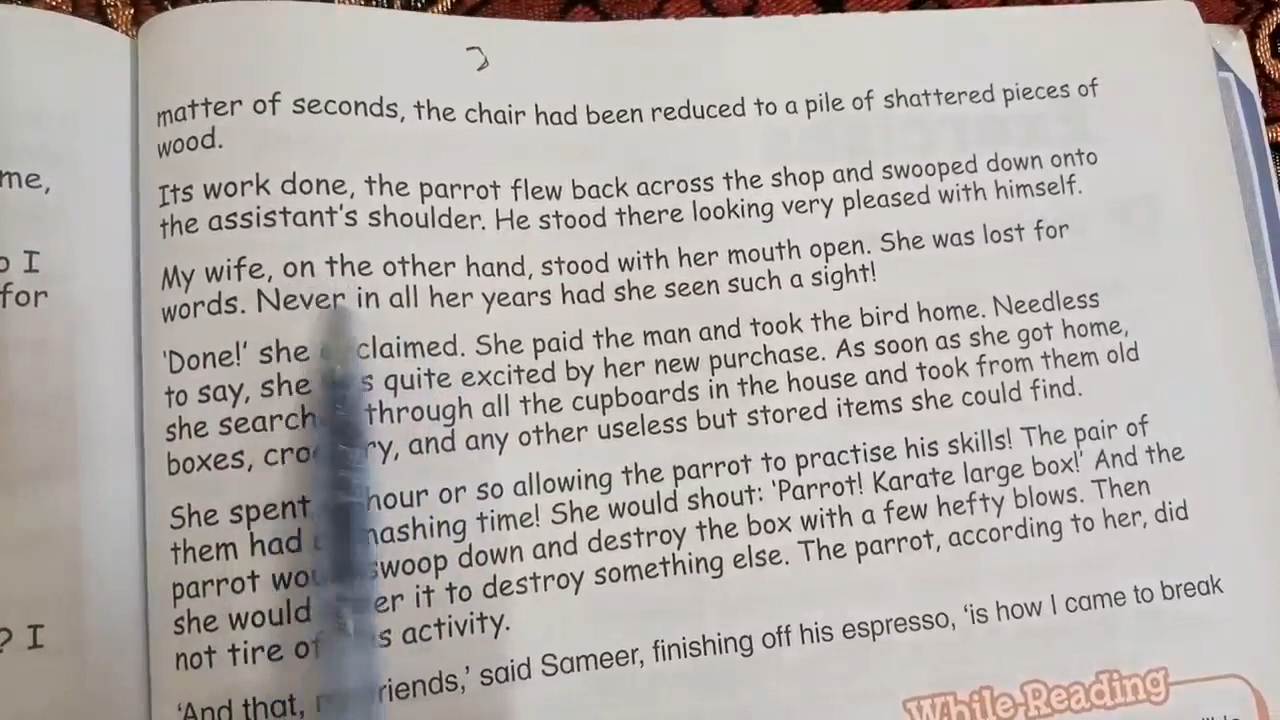 matter of seconds, the chair had been reduced to a pile of shattered pieces of
wood.
Its work done, the parrot flew back across the shop and swooped down onto
the assistant's shoulder. He stood there looking very pleased with himself.
My wife, on the other hand, stood with her mouth open. She was lost for
words. Never in all her years had she seen such a sight!
'Done!' she claimed. She paid the man and took the bird home. Needless
to say, she s quite excited by her new purchase. As soon as she got home,
she search through all the cupboards in the house and took from them old
boxes, cro ry, and any other useless but stored items she could find.
She spent hour or so allowing the parrot to practise his skills! The pair of
them had ashing time! She would shout: 'Parrot! Karate large box!' And the
parrot wou swoop down and destroy the box with a few hefty blows. Then
she would er it to destroy something else. The parrot, according to her, did
not tire of s activity.
'And that, riends,' said Sameer, finishing off his espresso, 'is how I came to break
While-Reading
me,
o I
for
? I